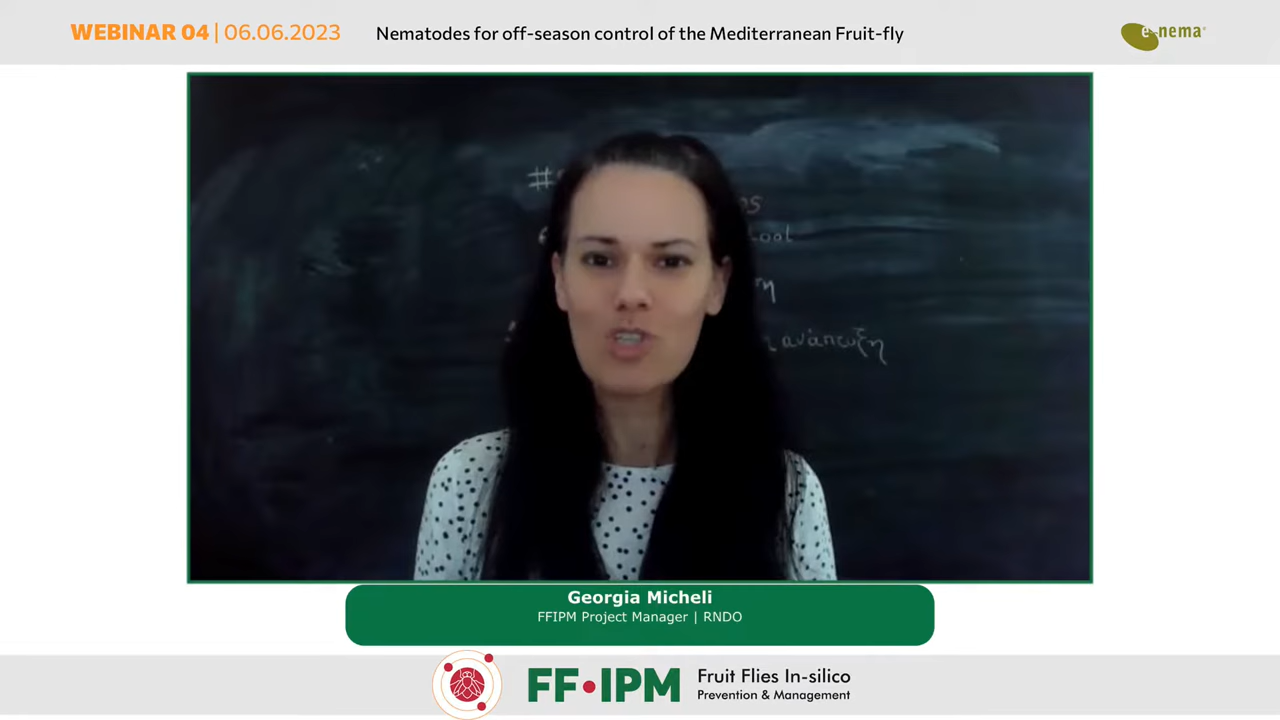 WEBINAR 04 | 06.06.2023
Nematodes for off-season control of the Mediterranean Fruit-fly
e-nema
#
ανάπτυξη
Georgia Micheli
FFIPM Project Manager | RNDO
FF•IPM
Fruit Flies In-silico
Prevention & Management